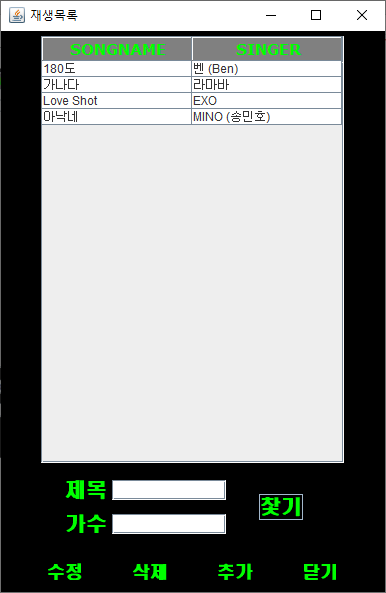 재생목록
SONGNAME SINGER
180도 벤 (Ben)
가나다 라마바
Love Shot EXO
아낙네 MINO (송민호)
제목
찾기
가수
수정 삭제 추가 닫기